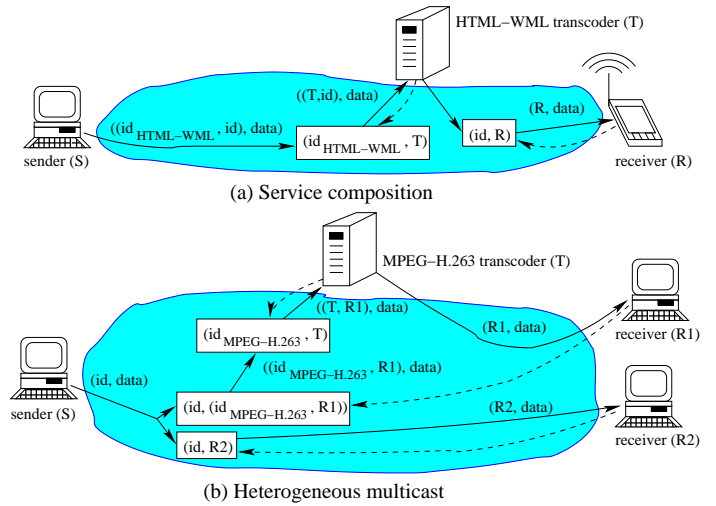 HTML−WML transcoder (T)
((T,id), data)
(R, data)
((id HTML−WML , id), data)
(id HTML−WML , T)
(id, R)
sender (S)
receiver (R)
(a) Service composition
MPEG−H.263 transcoder (T)
((T, R1), data)
(id MPEG−H.263 , T)
(R1, data)
receiver (R1)
((id MPEG−H.263 , R1), data)
(id, data)
sender (S)
(id, (id MPEG−H.263 , R1))
(R2, data)
(id, R2)
receiver (R2)
(b) Heterogeneous multicast